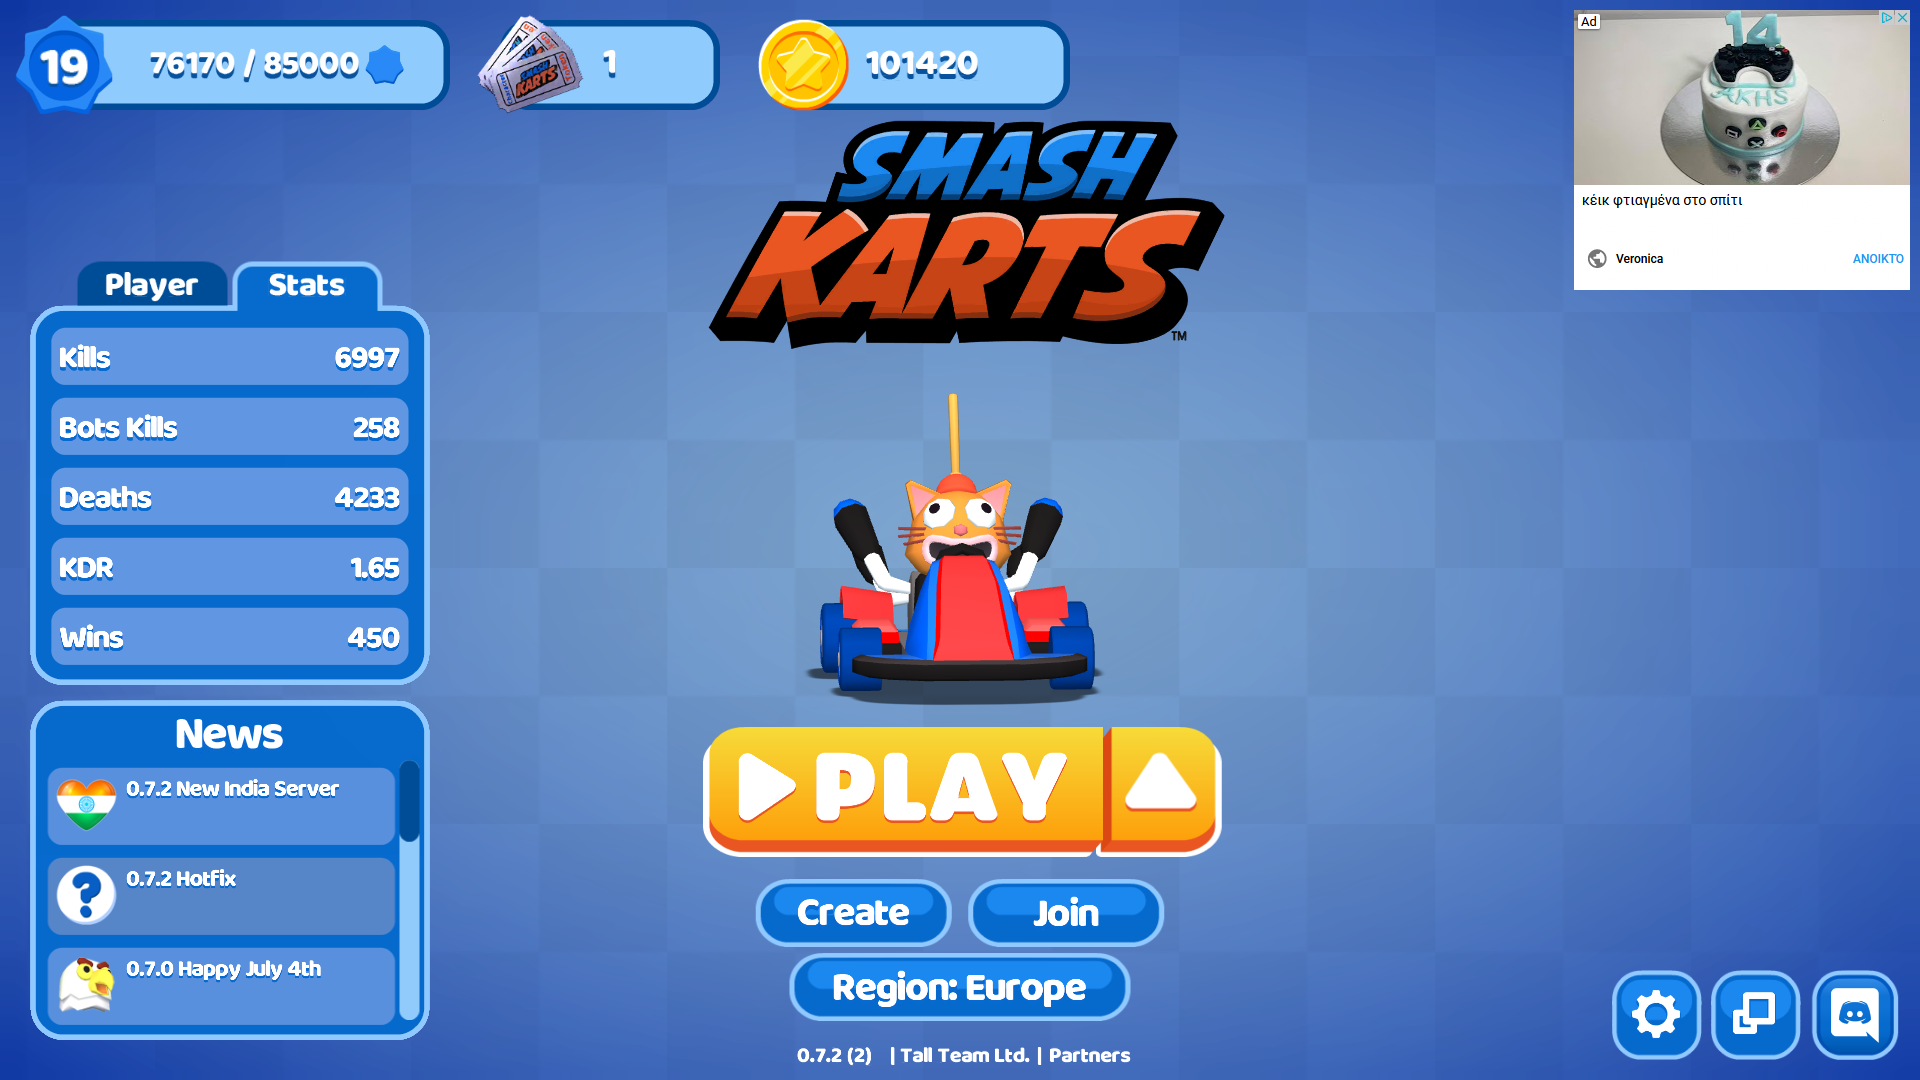 19
76170 / 85000
1
101420
SMASH
KARTS
TM
Player
Stats
Kills 6997
Bots Kills 258
Deaths 4233
KDR 1.65
Wins 450
News
0.7.2 New India Server
0.7.2 Hotfix
0.7.0 Happy July 4th
PLAY
Create
Join
Region: Europe
0.7.2 (2) | Tall Team Ltd. | Partners
Ad
14
AKHS
κέικ φτιαγμένα στο σπίτι
Veronica
ΑΝΟΙΚΤΟ